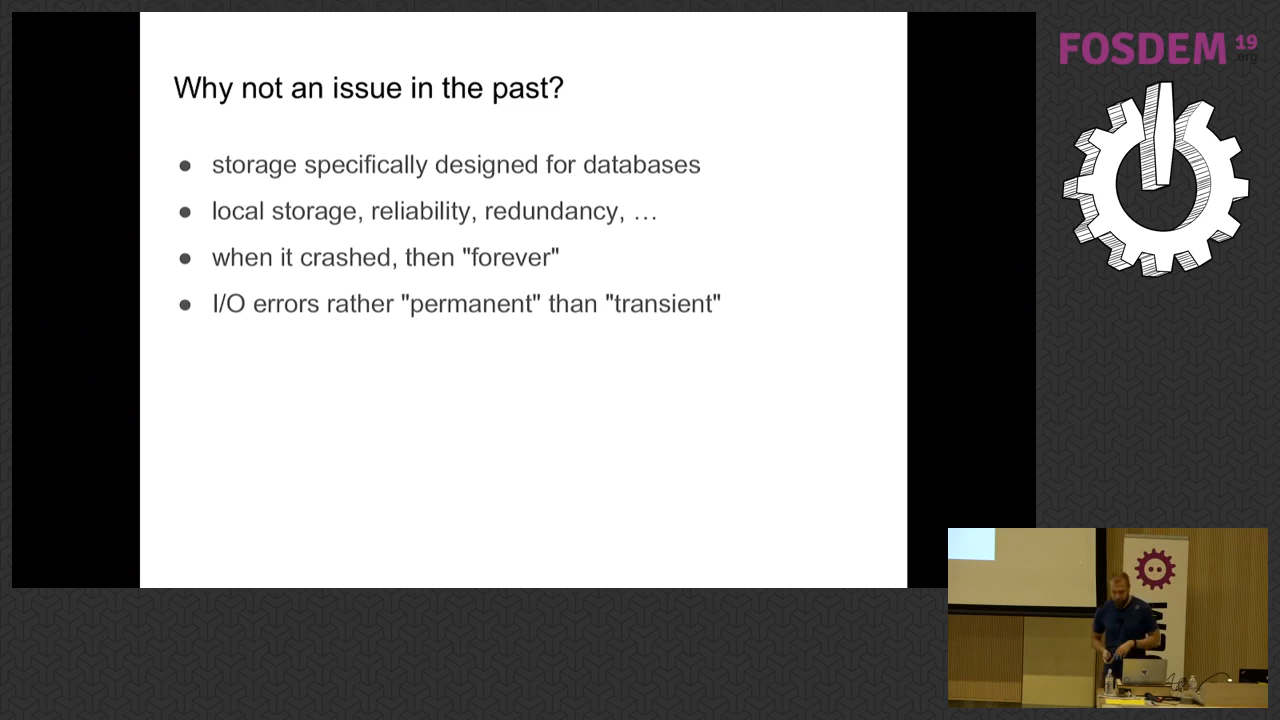 Why not an issue in the past?
● storage specifically designed for databases
● local storage, reliability, redundancy, …
● when it crashed, then "forever"
● I/O errors rather "permanent" than "transient"
FOSDEM 19
.org